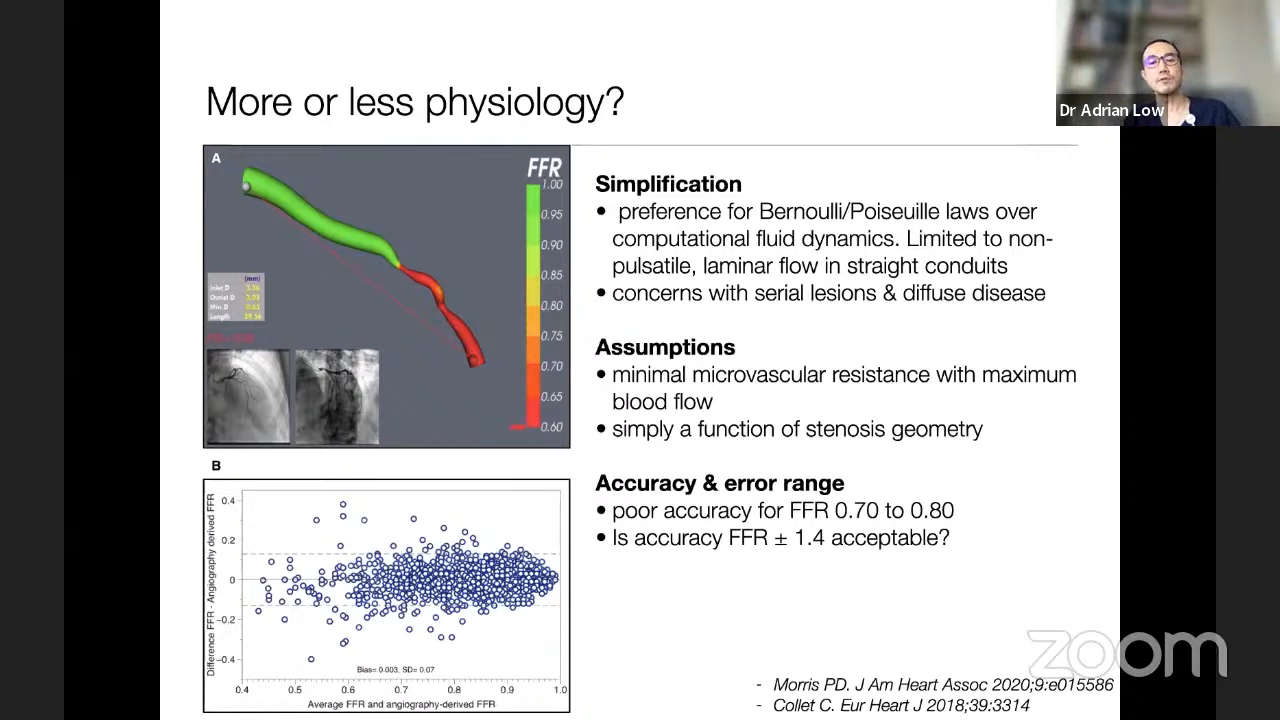 Dr Adrian Low
More or less physiology?
A
FFR
1.00
0.95
0.90
0.85
0.80
0.75
0.70
0.65
0.60
(mm)
Inlet D
Outlet D
Min D
Length
Simplification
• preference for Bernoulli/Poiseuille laws over
computational fluid dynamics. Limited to non-
pulsatile, laminar flow in straight conduits
• concerns with serial lesions & diffuse disease
Assumptions
• minimal microvascular resistance with maximum
blood flow
• simply a function of stenosis geometry
Accuracy & error range
• poor accuracy for FFR 0.70 to 0.80
• Is accuracy FFR ± 1.4 acceptable?
B
Difference FFR - Angiography derived FFR
0.4
0.2
0
-0.2
-0.4
Bias= 0.003, SD= 0.07
0.4 0.5 0.6 0.7 0.8 0.9 1.0
Average FFR and angiography-derived FFR
zoom
- Morris PD. J Am Heart Assoc 2020;9:e015586
- Collet C. Eur Heart J 2018;39:3314